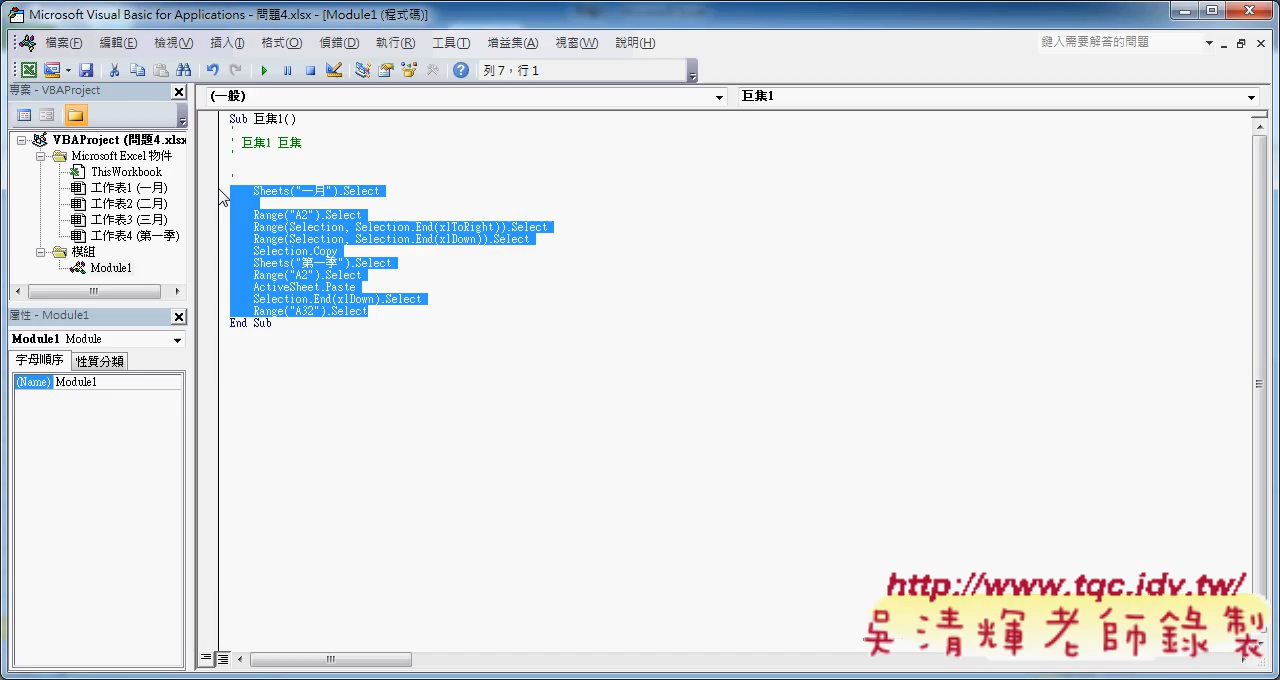 Microsoft Visual Basic for Applications - 問題4.xlsx - [Module1 (程式碼)]
檔案(F) 編輯(E) 檢視(V) 插入(I) 格式(O) 偵錯(D) 執行(R) 工具(T) 增益集(A) 視窗(W) 說明(H)
鍵入需要解答的問題
列 7，行 1
專案 - VBAProject
(一般)
巨集1
VBAProject (問題4.xlsx
Microsoft Excel 物件
ThisWorkbook
工作表1 (一月)
工作表2 (二月)
工作表3 (三月)
工作表4 (第一季)
模組
Module1
屬性 - Module1
Module1 Module
字母順序 性質分類
(Name) Module1
Sub 巨集1()
'
' 巨集1 巨集
'
'
Sheets("一月").Select
Range("A2").Select
Range(Selection, Selection.End(xlToRight)).Select
Range(Selection, Selection.End(xlDown)).Select
Selection.Copy
Sheets("第一季").Select
Range("A2").Select
ActiveSheet.Paste
Selection.End(xlDown).Select
Range("A32").Select
End Sub
http://www.tqc.idv.tw/
吳清輝老師錄製